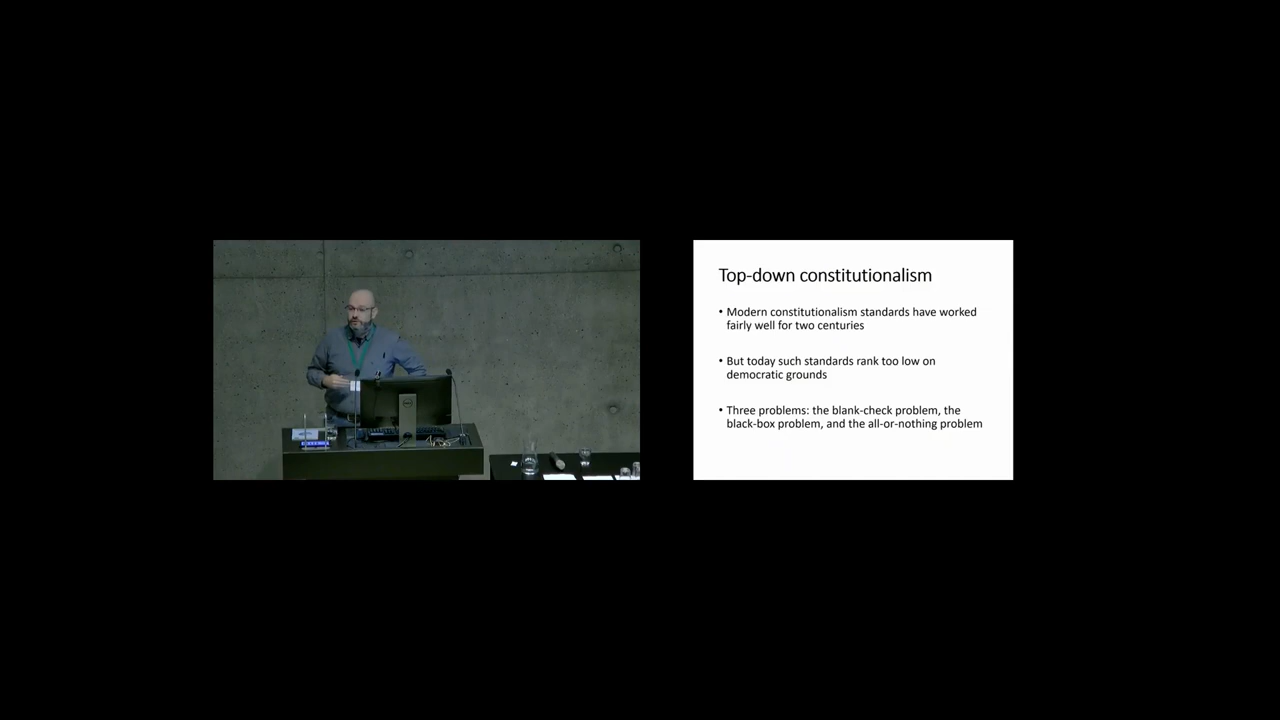 Top-down constitutionalism
• Modern constitutionalism standards have worked
fairly well for two centuries
• But today such standards rank too low on
democratic grounds
• Three problems: the blank-check problem, the
black-box problem, and the all-or-nothing problem